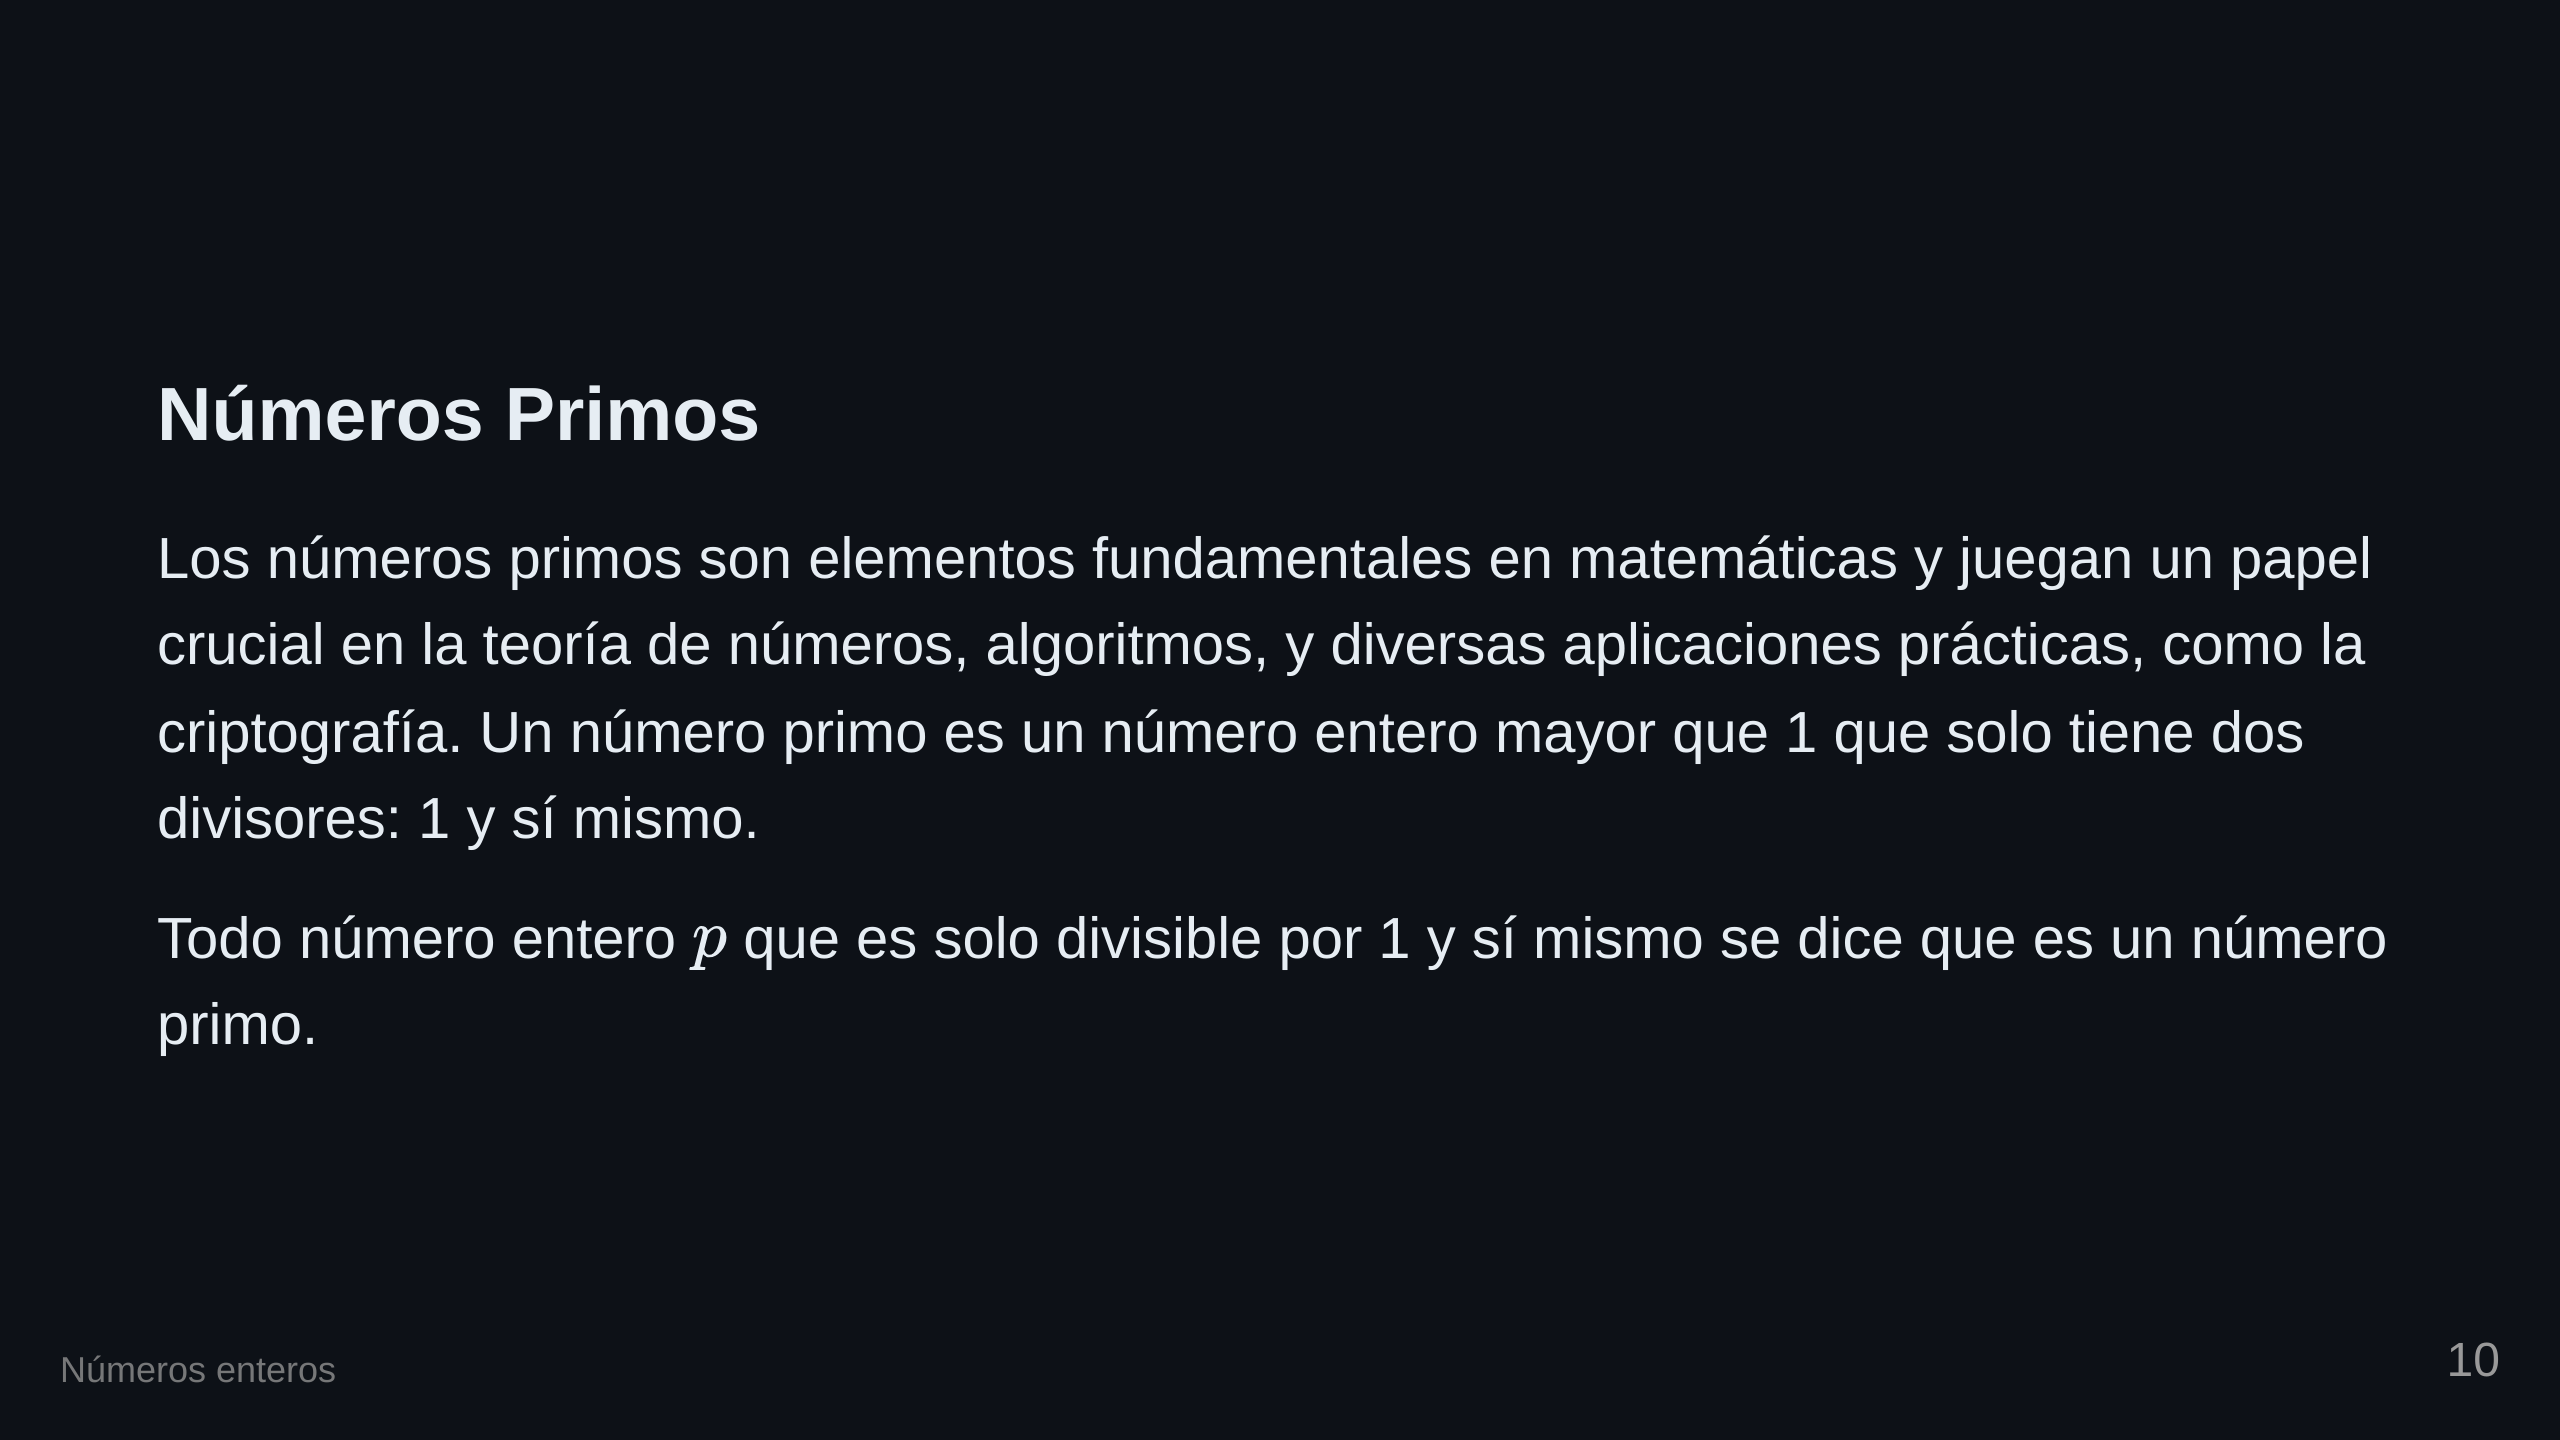 Números Primos
Los números primos son elementos fundamentales en matemáticas y juegan un papel
crucial en la teoría de números, algoritmos, y diversas aplicaciones prácticas, como la
criptografía. Un número primo es un número entero mayor que 1 que solo tiene dos
divisores: 1 y sí mismo.
Todo número entero p que es solo divisible por 1 y sí mismo se dice que es un número
primo.
Números enteros
10